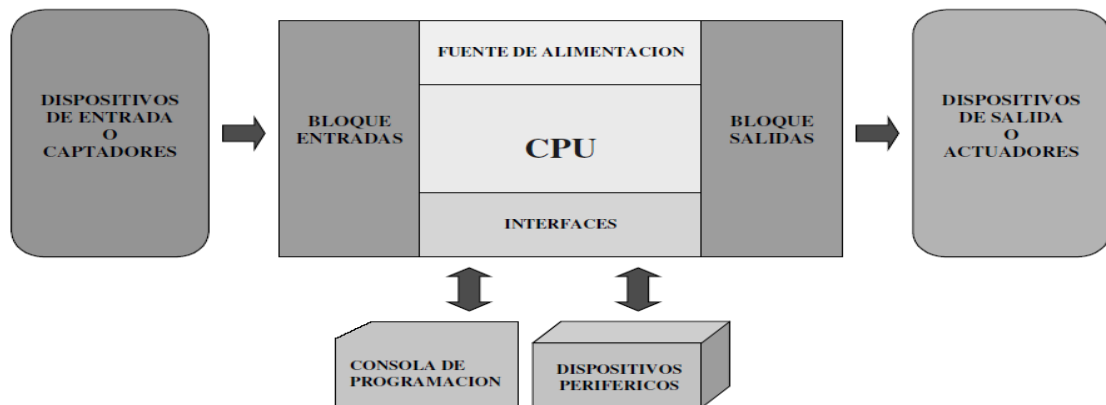 DISPOSITIVOS
DE ENTRADA
O
CAPTADORES
BLOQUE
ENTRADAS
FUENTE DE ALIMENTACION
CPU
INTERFACES
BLOQUE
SALIDAS
DISPOSITIVOS
DE SALIDA
O
ACTUADORES
CONSOLA DE
PROGRAMACION
DISPOSITIVOS
PERIFERICOS